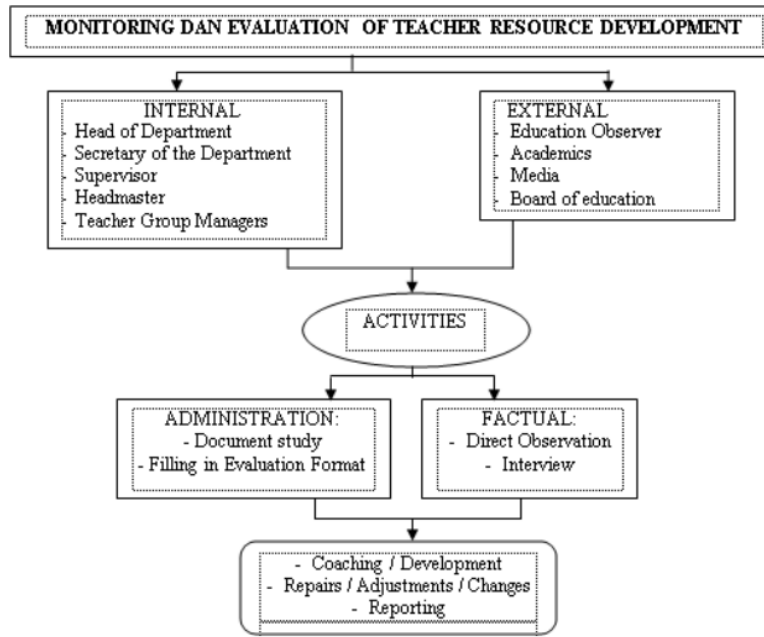 MONITORING DAN EVALUATION OF TEACHER RESOURCE DEVELOPMENT
INTERNAL
- Head of Department
- Secretary of the Department
- Supervisor
- Headmaster
- Teacher Group Managers
EXTERNAL
- Education Observer
- Academics
- Media
- Board of education
ACTIVITIES
ADMINISTRATION:
- Document study
- Filling in Evaluation Format
FACTUAL:
- Direct Observation
- Interview
- Coaching / Development
- Repairs / Adjustments / Changes
- Reporting